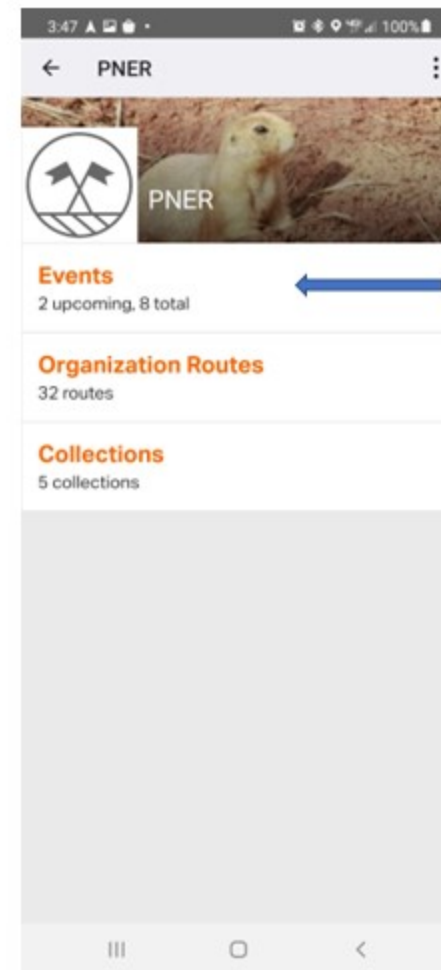 3:47
100%
PNER
PNER
Events
2 upcoming, 8 total
Organization Routes
32 routes
Collections
5 collections